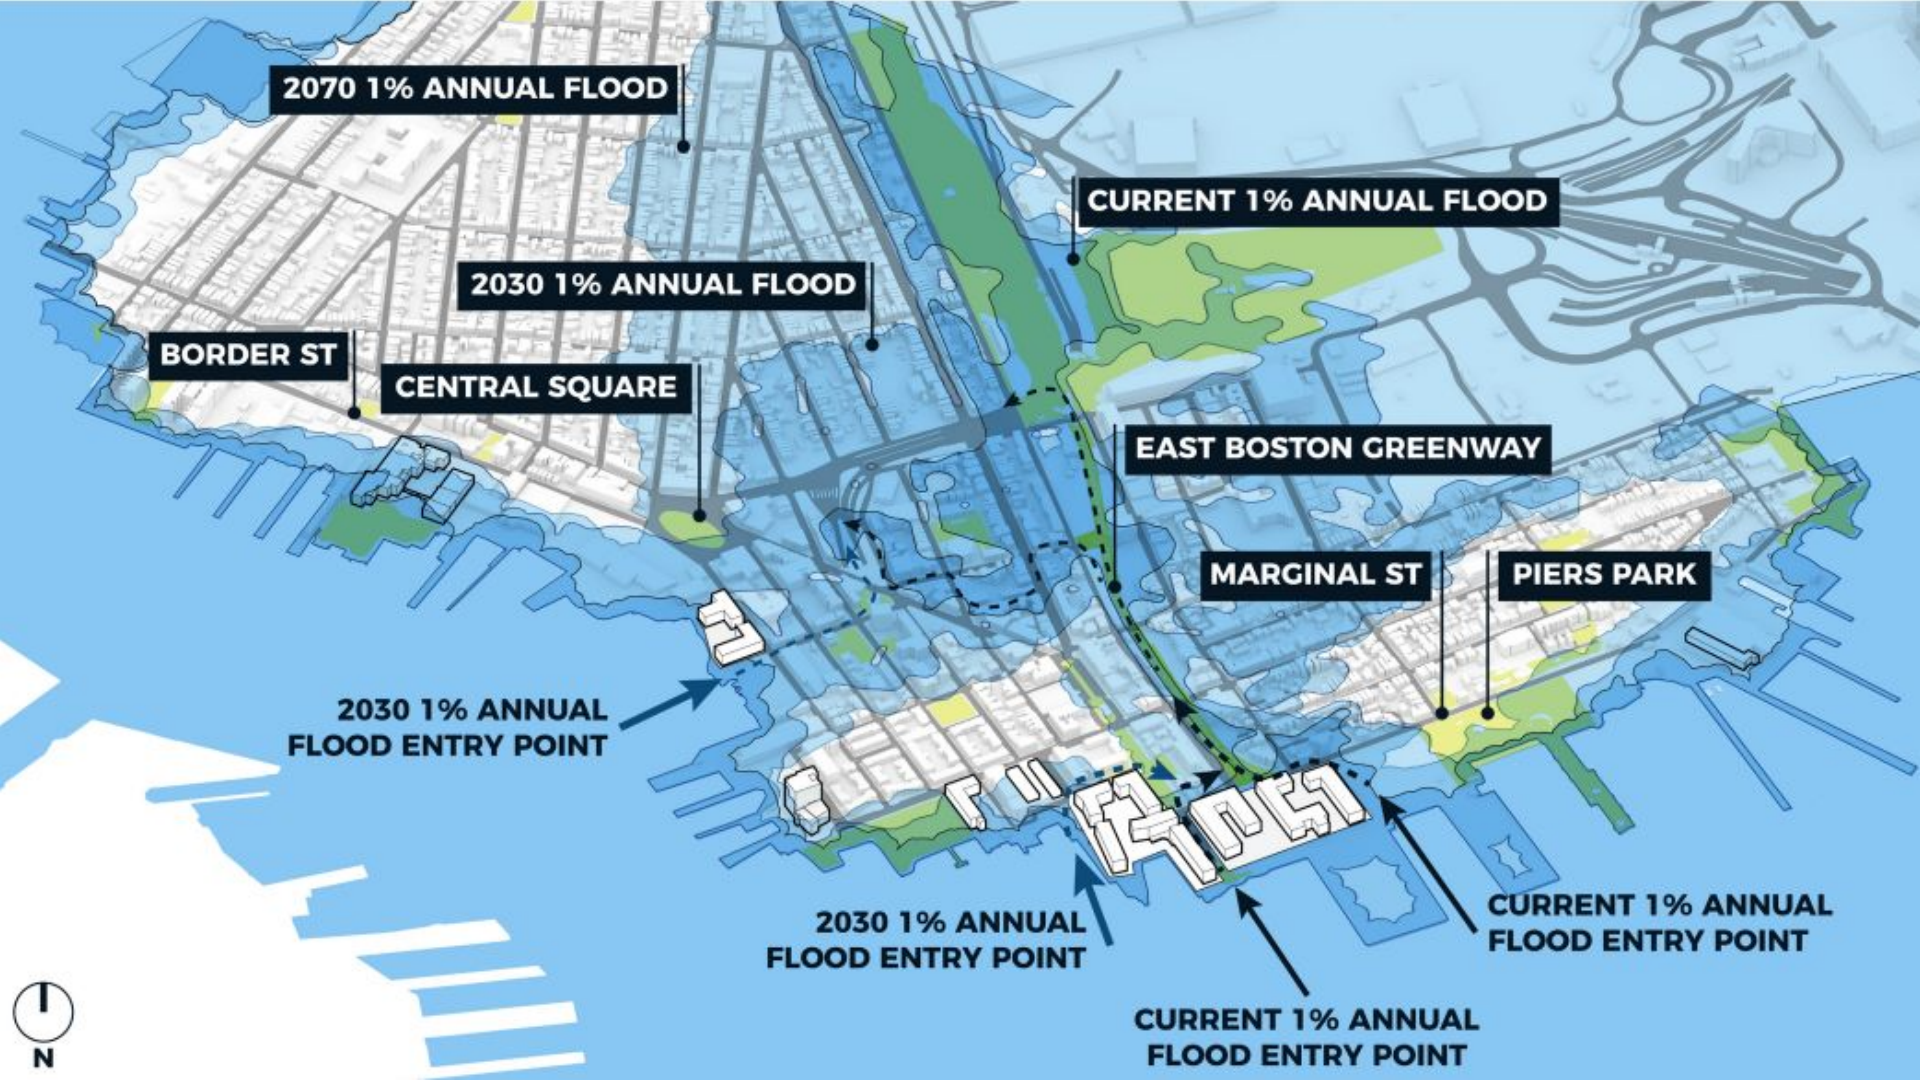 2070 1% ANNUAL FLOOD
CURRENT 1% ANNUAL FLOOD
2030 1% ANNUAL FLOOD
BORDER ST
CENTRAL SQUARE
EAST BOSTON GREENWAY
MARGINAL ST
PIERS PARK
2030 1% ANNUAL
FLOOD ENTRY POINT
2030 1% ANNUAL
FLOOD ENTRY POINT
CURRENT 1% ANNUAL
FLOOD ENTRY POINT
CURRENT 1% ANNUAL
FLOOD ENTRY POINT
N